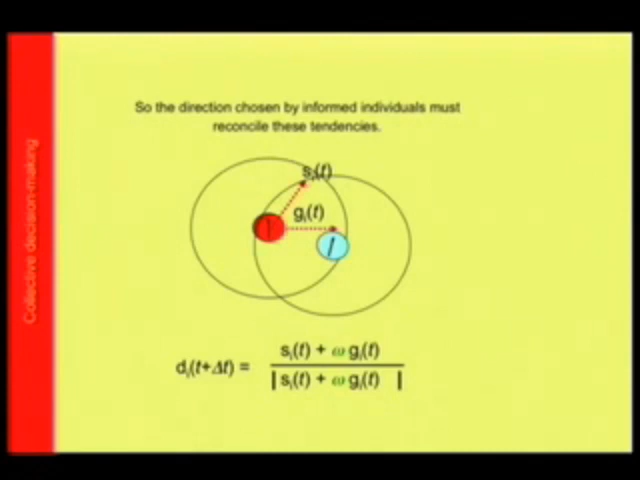 Collective decision-making
So the direction chosen by informed individuals must
reconcile these tendencies.
sᵢ(t)
gᵢ(t)
dᵢ(t+Δt) = sᵢ(t) + ω gᵢ(t)
| sᵢ(t) + ω gᵢ(t) |